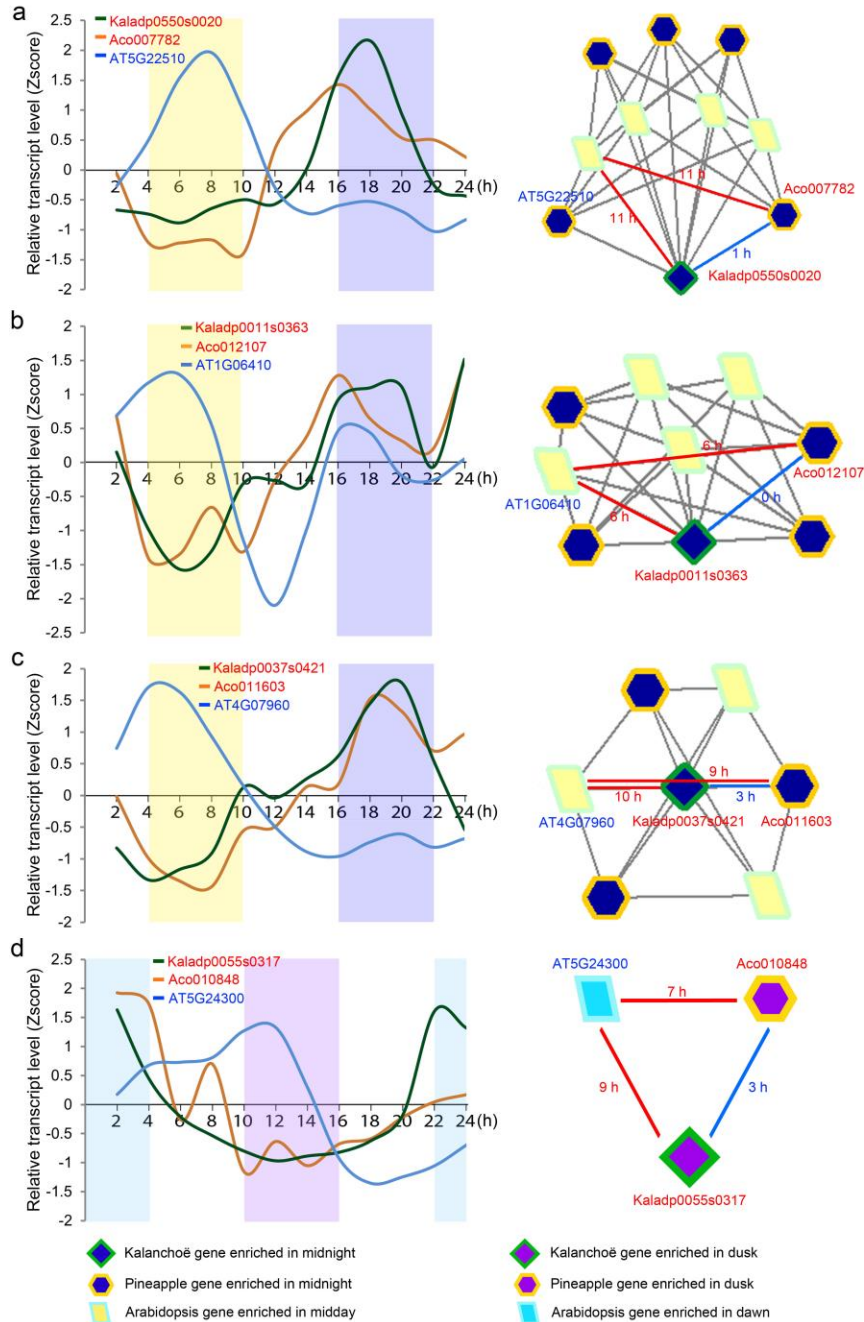 a
Relative transcript level (Zscore)
Kaladp0550s0020
Aco007782
AT5G22510
2.5
2
1.5
1
0.5
0
-0.5
-1
-1.5
-2
2 4 6 8 10 12 14 16 18 20 22 24 (h)
11 h
Aco007782
AT5G22510
11 h
1 h
Kaladp0550s0020
b
Relative transcript level (Zscore)
Kaladp0011s0363
Aco012107
AT1G06410
2
1.5
1
0.5
0
-0.5
-1
-1.5
-2
-2.5
2 4 6 8 10 12 14 16 18 20 22 24 (h)
6 h
Aco012107
AT1G06410
0 h
6 h
Kaladp0011s0363
c
Relative transcript level (Zscore)
Kaladp0037s0421
Aco011603
AT4G07960
2
1.5
1
0.5
0
-0.5
-1
-1.5
-2
2 4 6 8 10 12 14 16 18 20 22 24 (h)
9 h
10 h
3 h
AT4G07960
Kaladp0037s0421
Aco011603
d
Relative transcript level (Zscore)
Kaladp0055s0317
Aco010848
AT5G24300
2.5
2
1.5
1
0.5
0
-0.5
-1
-1.5
-2
2 4 6 8 10 12 14 16 18 20 22 24 (h)
AT5G24300
Aco010848
7 h
9 h
3 h
Kaladp0055s0317
Kalanchoë gene enriched in midnight
Pineapple gene enriched in midnight
Arabidopsis gene enriched in midday
Kalanchoë gene enriched in dusk
Pineapple gene enriched in dusk
Arabidopsis gene enriched in dawn